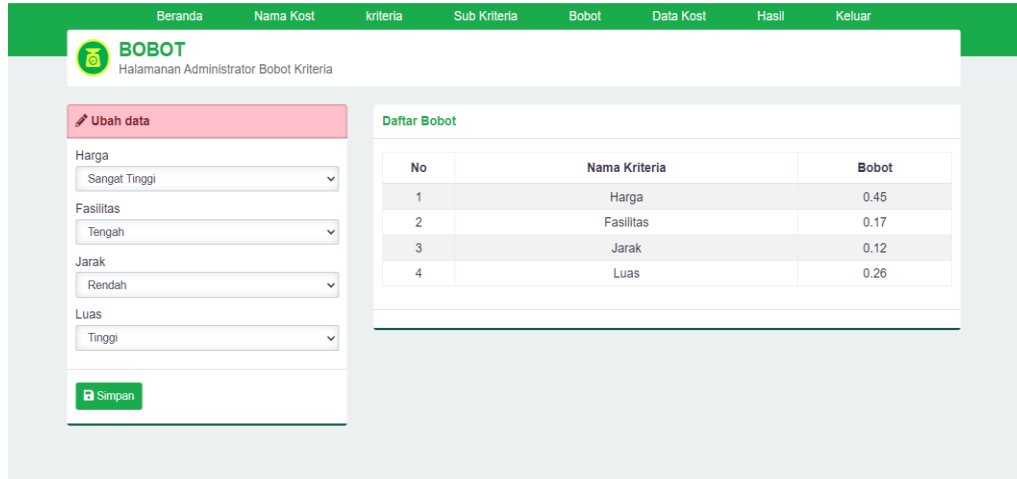 Beranda Nama Kost kriteria Sub Kriteria Bobot Data Kost Hasil Keluar
BOBOT
Halamanan Administrator Bobot Kriteria
Ubah data
Harga
Sangat Tinggi
Fasilitas
Tengah
Jarak
Rendah
Luas
Tinggi
Simpan
Daftar Bobot
No Nama Kriteria Bobot
1 Harga 0.45
2 Fasilitas 0.17
3 Jarak 0.12
4 Luas 0.26